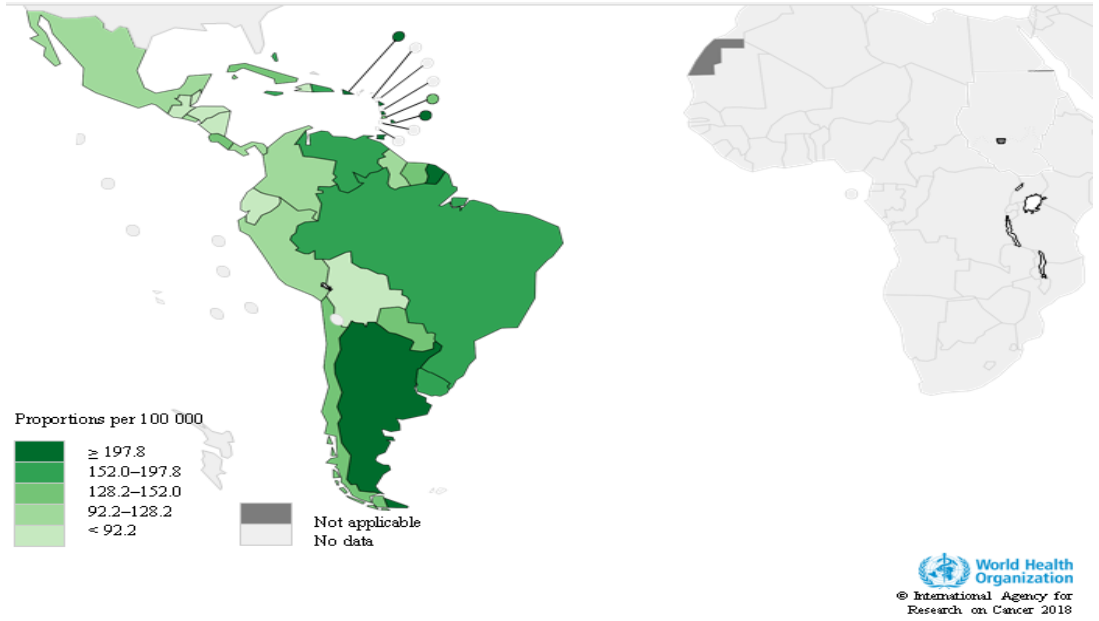 Proportions per 100 000
≥ 197.8
152.0–197.8
128.2–152.0
92.2–128.2
< 92.2
Not applicable
No data
World Health
Organization
© International Agency for
Research on Cancer 2018